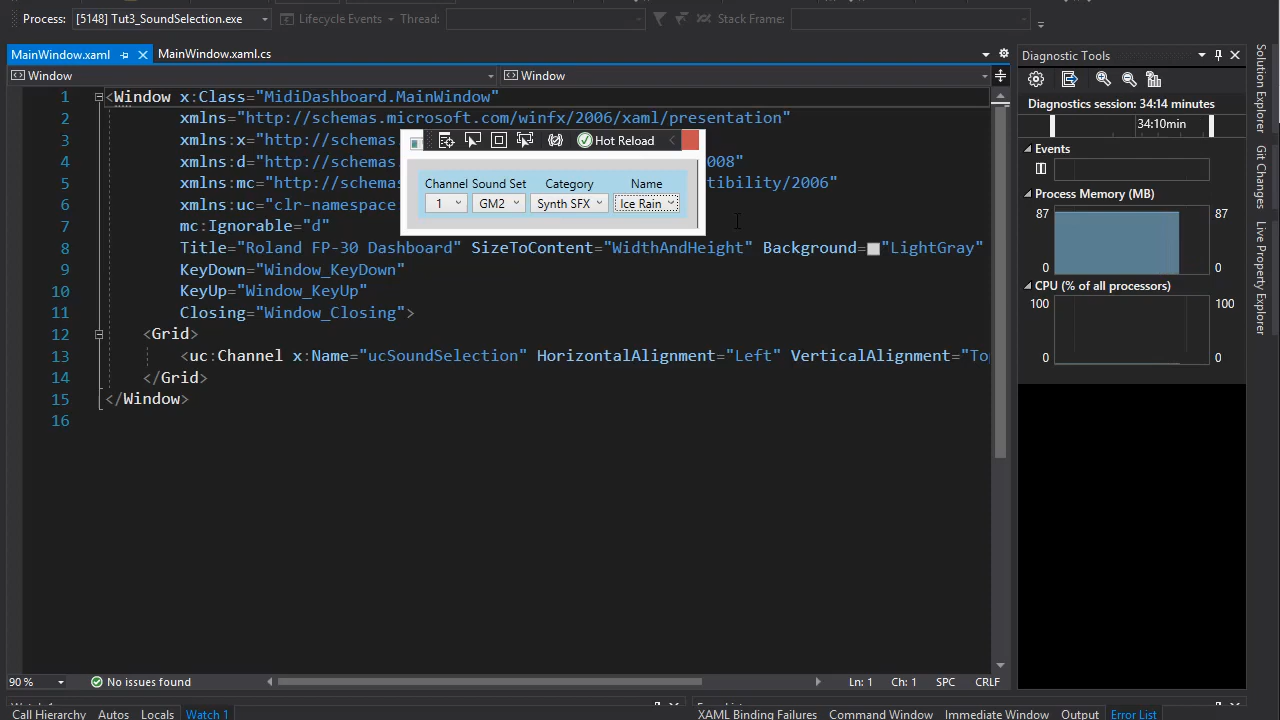 Process: [5148] Tut3_SoundSelection.exe Lifecycle Events Thread: Stack Frame:
MainWindow.xaml MainWindow.xaml.cs
Window Window
1 <Window x:Class="MidiDashboard.MainWindow"
2 xmlns="http://schemas.microsoft.com/winfx/2006/xaml/presentation"
3 xmlns:x="http://schemas.
4 xmlns:d="http://schemas. 008"
5 xmlns:mc="http://schemas tibility/2006"
6 xmlns:uc="clr-namespace
7 mc:Ignorable="d"
8 Title="Roland FP-30 Dashboard" SizeToContent="WidthAndHeight" Background="LightGray"
9 KeyDown="Window_KeyDown"
10 KeyUp="Window_KeyUp"
11 Closing="Window_Closing">
12 <Grid>
13 <uc:Channel x:Name="ucSoundSelection" HorizontalAlignment="Left" VerticalAlignment="Top
14 </Grid>
15 </Window>
16
Hot Reload
Channel Sound Set Category Name
1 GM2 Synth SFX Ice Rain
Diagnostic Tools
Diagnostics session: 34:14 minutes
34:10min
Events
Process Memory (MB)
87 87
0 0
CPU (% of all processors)
100 100
0 0
Solution Explorer
Git Changes
Live Property Explorer
90 % No issues found Ln: 1 Ch: 1 SPC CRLF
Call Hierarchy Autos Locals Watch 1 XAML Binding Failures Command Window Immediate Window Output Error List